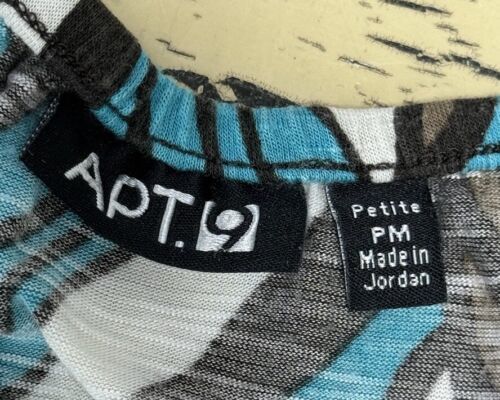 APT.9
Petite
PM
Made in
Jordan